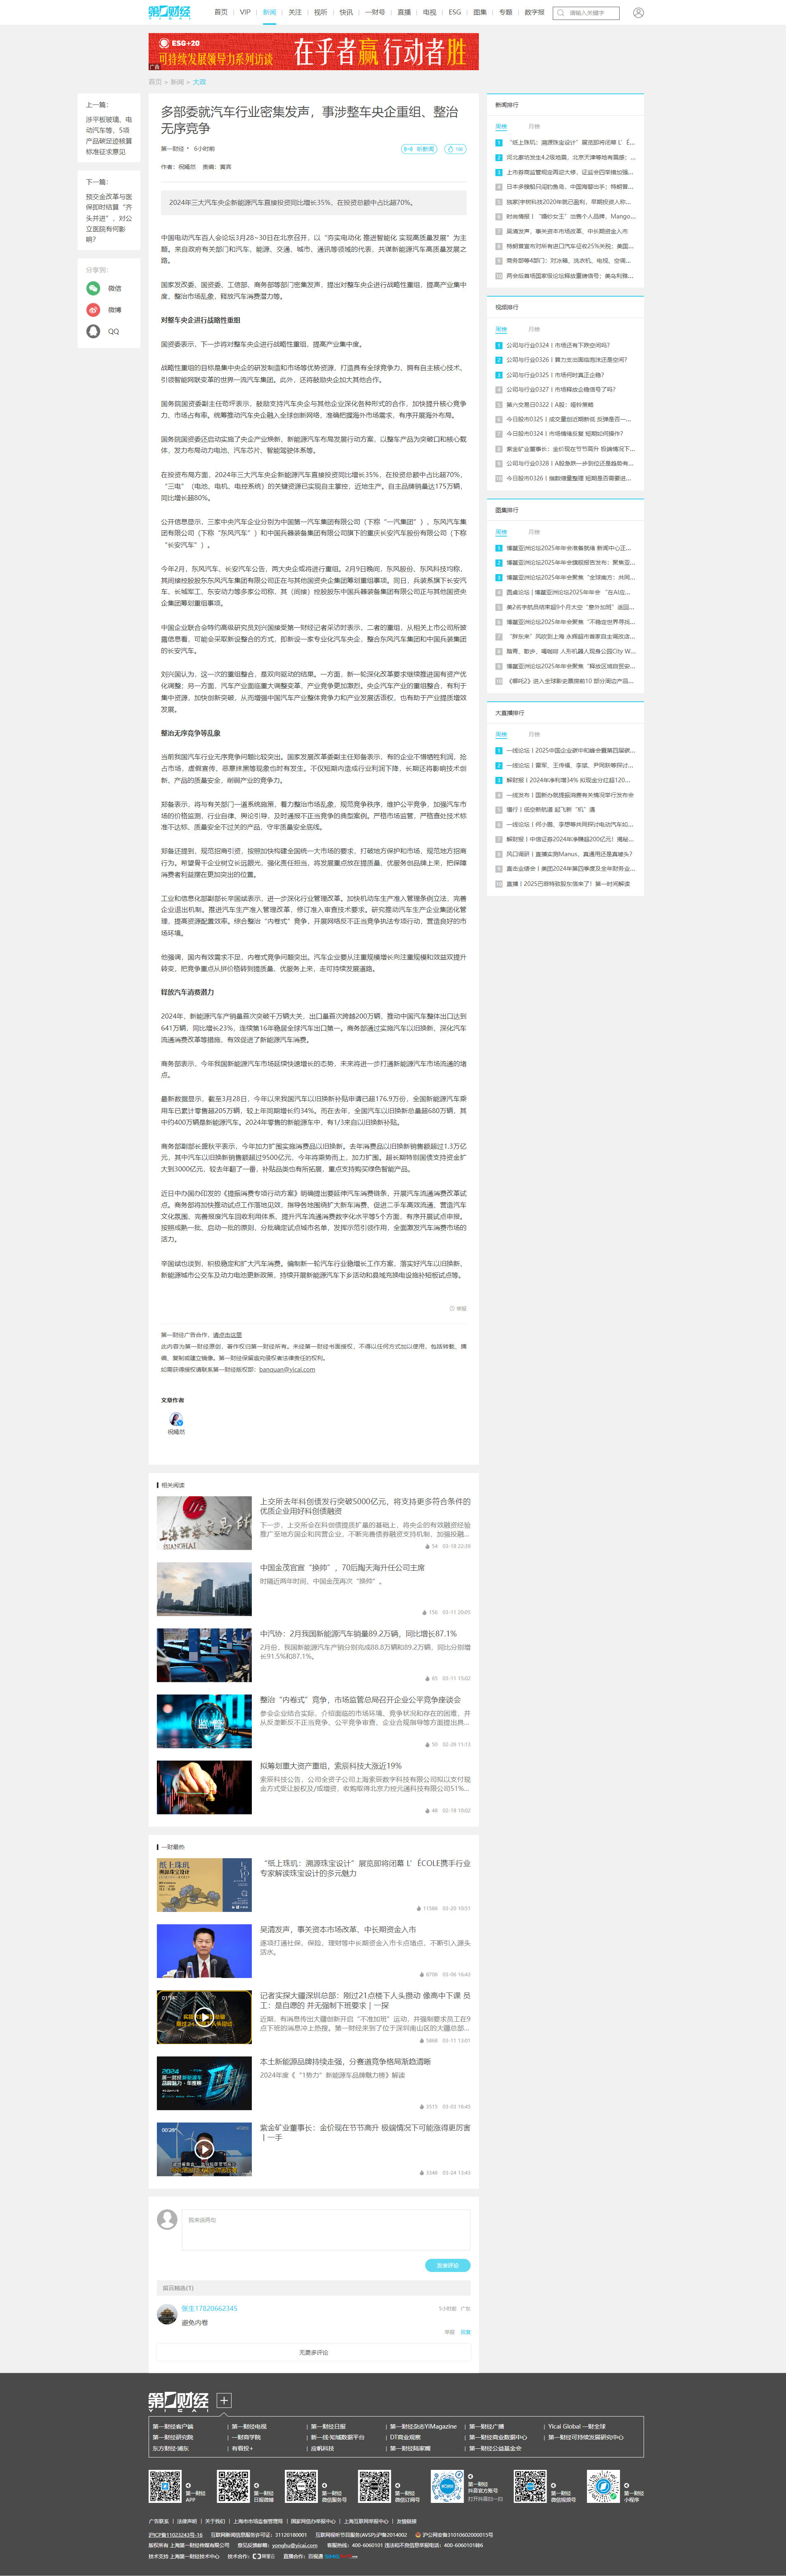 第一财经
YICAI
首页 | VIP | 新闻 | 关注 | 视听 | 快讯 | 一财号 | 直播 | 电视 | ESG | 图集 | 专题 | 数字报
请输入关键字
ESG+20
可持续发展领导力系列访谈
在乎者赢行动者胜
广告
首页 > 新闻 > 大政
上一篇：
涉平板玻璃、电
动汽车等，5项
产品碳足迹核算
标准征求意见
下一篇：
预交金改革与医
保即时结算“齐
头并进”，对公
立医院有何影
响？
分享到：
微信
微博
QQ
多部委就汽车行业密集发声，事涉整车央企重组、整治
无序竞争
第一财经 • 6小时前
听新闻
作者：祝嫣然 责编：黄宾
2024年三大汽车央企新能源汽车直接投资同比增长35%，在投资总额中占比超70%。
中国电动汽车百人会论坛3月28~30日在北京召开，以“夯实电动化 推进智能化 实现高质量发展”为主
题。来自政府有关部门和汽车、能源、交通、城市、通讯等领域的代表，共谋新能源汽车高质量发展之
路。
国家发改委、国资委、工信部、商务部等部门密集发声，提出对整车央企进行战略性重组，提高产业集中
度，整治市场乱象，释放汽车消费潜力等。
对整车央企进行战略性重组
国资委表示，下一步将对整车央企进行战略性重组，提高产业集中度。
战略性重组的目标是集中央企的研发制造和市场等优势资源，打造具有全球竞争力、拥有自主核心技术、
引领智能网联变革的世界一流汽车集团。此外，还将鼓励央企加大其他合作。
国务院国资委副主任苟坪表示，鼓励支持汽车央企与其他企业深化各种形式的合作，加快提升核心竞争
力，市场占有率。统筹推动汽车央企融入全球创新网络，准确把握海外市场需求，有序开展海外布局。
国务院国资委还启动实施了央企产业焕新、新能源汽车布局发展行动方案，以整车产品为突破口和核心载
体，发力布局动力电池、汽车芯片、智能驾驶体系等。
在投资布局方面，2024年三大汽车央企新能源汽车直接投资同比增长35%，在投资总额中占比超70%，
“三电”（电池、电机、电控系统）的关键资源已实现自主掌控、近地生产。自主品牌销量达175万辆，
同比增长超80%。
公开信息显示，三家中央汽车企业分别为中国第一汽车集团有限公司（下称“一汽集团”），东风汽车集
团有限公司（下称“东风汽车”）和中国兵器装备集团有限公司旗下的重庆长安汽车股份有限公司（下称
“长安汽车”）。
今年2月，东风汽车、长安汽车公告，两大央企或将进行重组。2月9日晚间，东风股份、东风科技均称，
其间接控股股东东风汽车集团有限公司正在与其他国资央企集团筹划重组事项。同日，兵装系旗下长安汽
车、长城军工、东安动力等多家公司称，其（间接）控股股东中国兵器装备集团有限公司正在与其他国资央
企集团筹划重组事项。
中国企业联合会特约高级研究员刘兴国接受第一财经记者采访时表示，二者的重组，从相关上市公司所披
露信息看，可能会采取新设整合的方式，即新设一家专业化汽车央企，整合东风汽车集团和中国兵装集团
的长安汽车。
刘兴国认为，这一次的重组整合，是双向驱动的结果。一方面，新一轮国企深化改革要求继续推进国有资产优
化调整；另一方面，汽车产业面临重大调整变革，产业竞争更加激烈。央企汽车产业的重组整合，有利于
集中资源，加快创新突破，从而增强中国汽车产业整体竞争力和产业发展话语权，也有助于产业提质增效
发展。
整治无序竞争等乱象
当前我国汽车行业无序竞争问题比较突出。国家发展改革委副主任郑备表示，有的企业不惜牺牲利润，抢
占市场，虚假宣传、恶意抹黑等现象也时有发生。不仅短期内造成行业利润下降，长期还将影响技术创
新、产品的质量安全，削弱产业的竞争力。
郑备表示，将与有关部门一道系统施策，着力整治市场乱象，规范竞争秩序，维护公平竞争，加强汽车市
场的价格监测，行业自律，舆论引导，及时通报不正当竞争的典型案例。严格市场监管，严格查处技术标
准不达标、质量安全不过关的产品，守牢质量安全底线。
郑备还提到，规范招商引资，按照加快构建全国统一大市场的要求，打破地方保护和市场，规范地方招商
行为。希望骨干企业树立长远眼光，强化责任担当，将发展重点放在提质量、优服务创品牌上来，把保障
消费者利益摆在更加突出的位置。
工业和信息化部副部长辛国斌表示，进一步深化行业管理改革。加快机动车生产准入管理条例立法，完善
企业退出机制。推进汽车生产准入管理改革，修订准入审查技术要求。研究推动汽车生产企业集团化管
理，提高资源配置效率。综合整治“内卷式”竞争，开展网络反不正当竞争执法专项行动，营造良好的市
场环境。
他强调，国内有效需求不足，内卷式竞争问题突出。汽车企业要从注重规模增长向注重规模和效益双提升
转变，把竞争重点从拼价格转到提质量、优服务上来，走可持续发展道路。
释放汽车消费潜力
2024年，新能源汽车产销量首次突破千万辆大关，出口量首次跨越200万辆，推动中国汽车整体出口达到
641万辆，同比增长23%，连续第16年稳居全球汽车出口第一。商务部通过实施汽车以旧换新，深化汽车
流通消费改革等措施，有效促进了新能源汽车消费。
商务部表示，今年我国新能源汽车市场延续快速增长的态势，未来将进一步打通新能源汽车市场流通的堵
点。
最新数据显示，截至3月28日，今年以来我国汽车以旧换新补贴申请已超176.9万份，全国新能源汽车乘
用车已累计零售超205万辆，较上年同期增长约34%。而在去年，全国汽车以旧换新总量超680万辆，其
中约400万辆是新能源汽车。2024年零售的新能源车中，有1/3来自以旧换新补贴。
商务部副部长盛秋平表示，今年加力扩围实施消费品以旧换新。去年消费品以旧换新销售额超过1.3万亿
元，其中汽车以旧换新销售额超过9500亿元，今年将乘势而上，加力扩围。超长期特别国债支持资金扩
大到3000亿元，较去年翻了一番，补贴品类也有所拓展，重点支持购买绿色智能产品。
近日中办国办印发的《提振消费专项行动方案》明确提出要延伸汽车消费链条，开展汽车流通消费改革试
点。商务部将加快推动试点工作落地见效，指导各地围绕扩大新车消费、促进二手车高效流通、营造汽车
文化氛围、完善报废汽车回收利用体系、提升汽车流通消费数字化水平等5个方面，有序开展试点申报。
按照成熟一批、启动一批的原则，分批确定试点城市名单，发挥示范引领作用，全面激发汽车消费市场的
活力。
辛国斌也谈到，积极稳定和扩大汽车消费。编制新一轮汽车行业稳增长工作方案，落实好汽车以旧换新、
新能源城市公交车及动力电池更新政策，持续开展新能源汽车下乡活动和县域充换电设施补短板试点等。
举报
第一财经广告合作，请点击这里
此内容为第一财经原创，著作权归第一财经所有。未经第一财经书面授权，不得以任何方式加以使用，包括转载、摘
编、复制或建立镜像。第一财经保留追究侵权者法律责任的权利。
如需获得授权请联系第一财经版权部：banquan@yicai.com
文章作者
祝嫣然
相关阅读
上交所去年科创债发行突破5000亿元，将支持更多符合条件的
优质企业用好科创债融资
下一步，上交所会在科创债提质扩量的基础上，将央企的有效融资经验
推广至地方国企和民营企业，不断完善债券融资支持机制，加强投融...
54 03-18 22:39
中国金茂官宣“换帅”，70后陶天海升任公司主席
时隔近两年时间，中国金茂再次“换帅”。
156 03-11 20:05
中汽协：2月我国新能源汽车销量89.2万辆，同比增长87.1%
2月份，我国新能源汽车产销分别完成88.8万辆和89.2万辆，同比分别增
长91.5%和87.1%。
65 03-11 15:02
整治“内卷式”竞争，市场监管总局召开企业公平竞争座谈会
参会企业结合实际，介绍面临的市场环境、竞争状况和存在的困难，并
从反垄断反不正当竞争、公平竞争审查、企业合规指导等方面提出具...
50 02-26 11:13
拟筹划重大资产重组，索辰科技大涨近19%
索辰科技公告，公司全资子公司上海索辰数字科技有限公司拟以支付现
金方式受让股权及/或增资，收购取得北京力控元通科技有限公司51%...
46 02-18 10:02
一财最热
“纸上珠玑：溯源珠宝设计”展览即将闭幕 L’ÉCOLE携手行业
专家解读珠宝设计的多元魅力
11586 03-20 10:51
吴清发声，事关资本市场改革、中长期资金入市
逐项打通社保、保险、理财等中长期资金入市卡点堵点，不断引入源头
活水。
8706 03-06 16:43
记者实探大疆深圳总部：刚过21点楼下人头攒动 像高中下课 员
工：是自愿的 并无强制下班要求丨一探
近期，有消息传出大疆创新开启“不准加班”运动，并强制要求员工在9
点下班的消息冲上热搜。第一财经来到了位于深圳南山区的大疆总部...
5868 03-11 13:01
本土新能源品牌持续走强，分赛道竞争格局渐趋清晰
2024年度《“1势力”新能源车品牌魅力榜》解读
3515 03-03 16:45
紫金矿业董事长：金价现在节节高升 极端情况下可能涨得更厉害
丨一手
3346 03-24 13:43
我来说两句
发表评论
层沉精选(1)
张生17820662345
5小时前 广东
避免内卷
举报 回复
无更多评论
新闻排行
周榜 月榜
1 “纸上珠玑：溯源珠宝设计”展览即将闭幕 L’É...
2 河北廊坊发生4.2级地震，北京天津等地有震感；...
3 上市券商监管规定再迎大修，证监会四举措加强...
4 日本多艘船只闯钓鱼岛，中国海警出手；特朗普...
5 独家|宇树科技2020年就已盈利，早期投资人称...
6 时尚情报丨“婚纱女王”出售个人品牌，Mango...
7 吴清发声，事关资本市场改革、中长期资金入市
8 特朗普宣布对所有进口汽车征收25%关税；美国...
9 商务部等4部门：对冰箱、洗衣机、电视、空调...
10 两会后首场国家级论坛释放重磅信号；美乌利雅...
视频排行
周榜 月榜
1 公司与行业0324丨市场还有下跌空间吗？
2 公司与行业0326丨算力支出面临泡沫还是空间？
3 公司与行业0325丨市场何时真正企稳？
4 公司与行业0327丨市场释放企稳信号了吗？
5 第六交易日0322丨A股：哑铃策略
6 今日股市0325丨成交量创近期新低 反弹是否一...
7 今日股市0324丨市场情绪反复 短期如何操作？
8 紫金矿业董事长：金价现在节节高升 极端情况下...
9 公司与行业0328丨A股急跌一步到位还是趋势有...
10 今日股市0326丨指数缩量整理 短期是否需要进...
图集排行
周榜 月榜
1 博鳌亚洲论坛2025年年会准备就绪 新闻中心正...
2 博鳌亚洲论坛2025年年会旗舰报告发布：聚焦亚...
3 博鳌亚洲论坛2025年年会聚焦“全球南方：共同...
4 圆桌论坛 | 博鳌亚洲论坛2025年年会 “在AI应...
5 美2名宇航员结束超9个月太空“意外加班”返回...
6 博鳌亚洲论坛2025年年会聚焦“不稳定世界寻找...
7 “胖东来”风吹到上海 永辉超市首家自主调改店...
8 踏青、散步、喝咖啡 人形机器人现身公园City W...
9 博鳌亚洲论坛2025年年会聚焦“释放区域自贸安...
10 《哪吒2》进入全球影史票房前10 部分周边产品...
大直播排行
周榜 月榜
1 一线论坛丨2025中国企业碳中和峰会暨第四届碳...
2 一线论坛丨雷军、王传福、李斌、尹同跃等探讨...
3 解财报丨2024年净利增34% 拟现金分红超120...
4 一线发布丨国新办就提振消费有关情况举行发布会
5 懂行丨低空新航道 起飞新“机”遇
6 一线论坛丨何小鹏、李想等共同探讨电动汽车如...
7 解财报丨中信证券2024年净赚超200亿元！揭秘...
8 风口调研丨直播实测Manus，真通用还是真噱头？
9 直击业绩会丨美团2024年第四季度及全年财务业...
10 直播丨2025巴菲特致股东信来了！第一时间解读
第一财经
YICAI
第一财经客户端 | 第一财经电视 | 第一财经日报 | 第一财经杂志YiMagazine | 第一财经广播 | Yicai Global 一财全球
第一财经研究院 | 一财商学院 | 新一线·知城数据平台 | DT商业观察 | 第一财经商业数据中心 | 第一财经可持续发展研究中心
东方财经·浦东 | 有看投+ | 应帆科技 | 第一财经陆家嘴 | 第一财经公益基金会
第一财经
APP
第一财经
日报微博
第一财经
微信服务号
第一财经
微信订阅号
第一财经
抖音官方账号
打开抖音扫一扫
第一财经
微信视频号
第一财经
小程序
广告联系 | 法律声明 | 关于我们 | 上海市市场监督管理局 | 国家网信办举报中心 | 上海互联网举报中心 | 友情链接
沪ICP备11023243号-16 互联网新闻信息服务许可证：31120180001 互联网视听节目服务(AVSP):沪备2014002 沪公网安备31010602000015号
版权所有 上海第一财经传媒有限公司 意见反馈邮箱：yonghu@yicai.com 客服热线：400-6060101 违法和不良信息举报电话：400-6060101转6
技术支持 上海第一财经技术中心 技术合作： 网宿云 直播合作：百视通